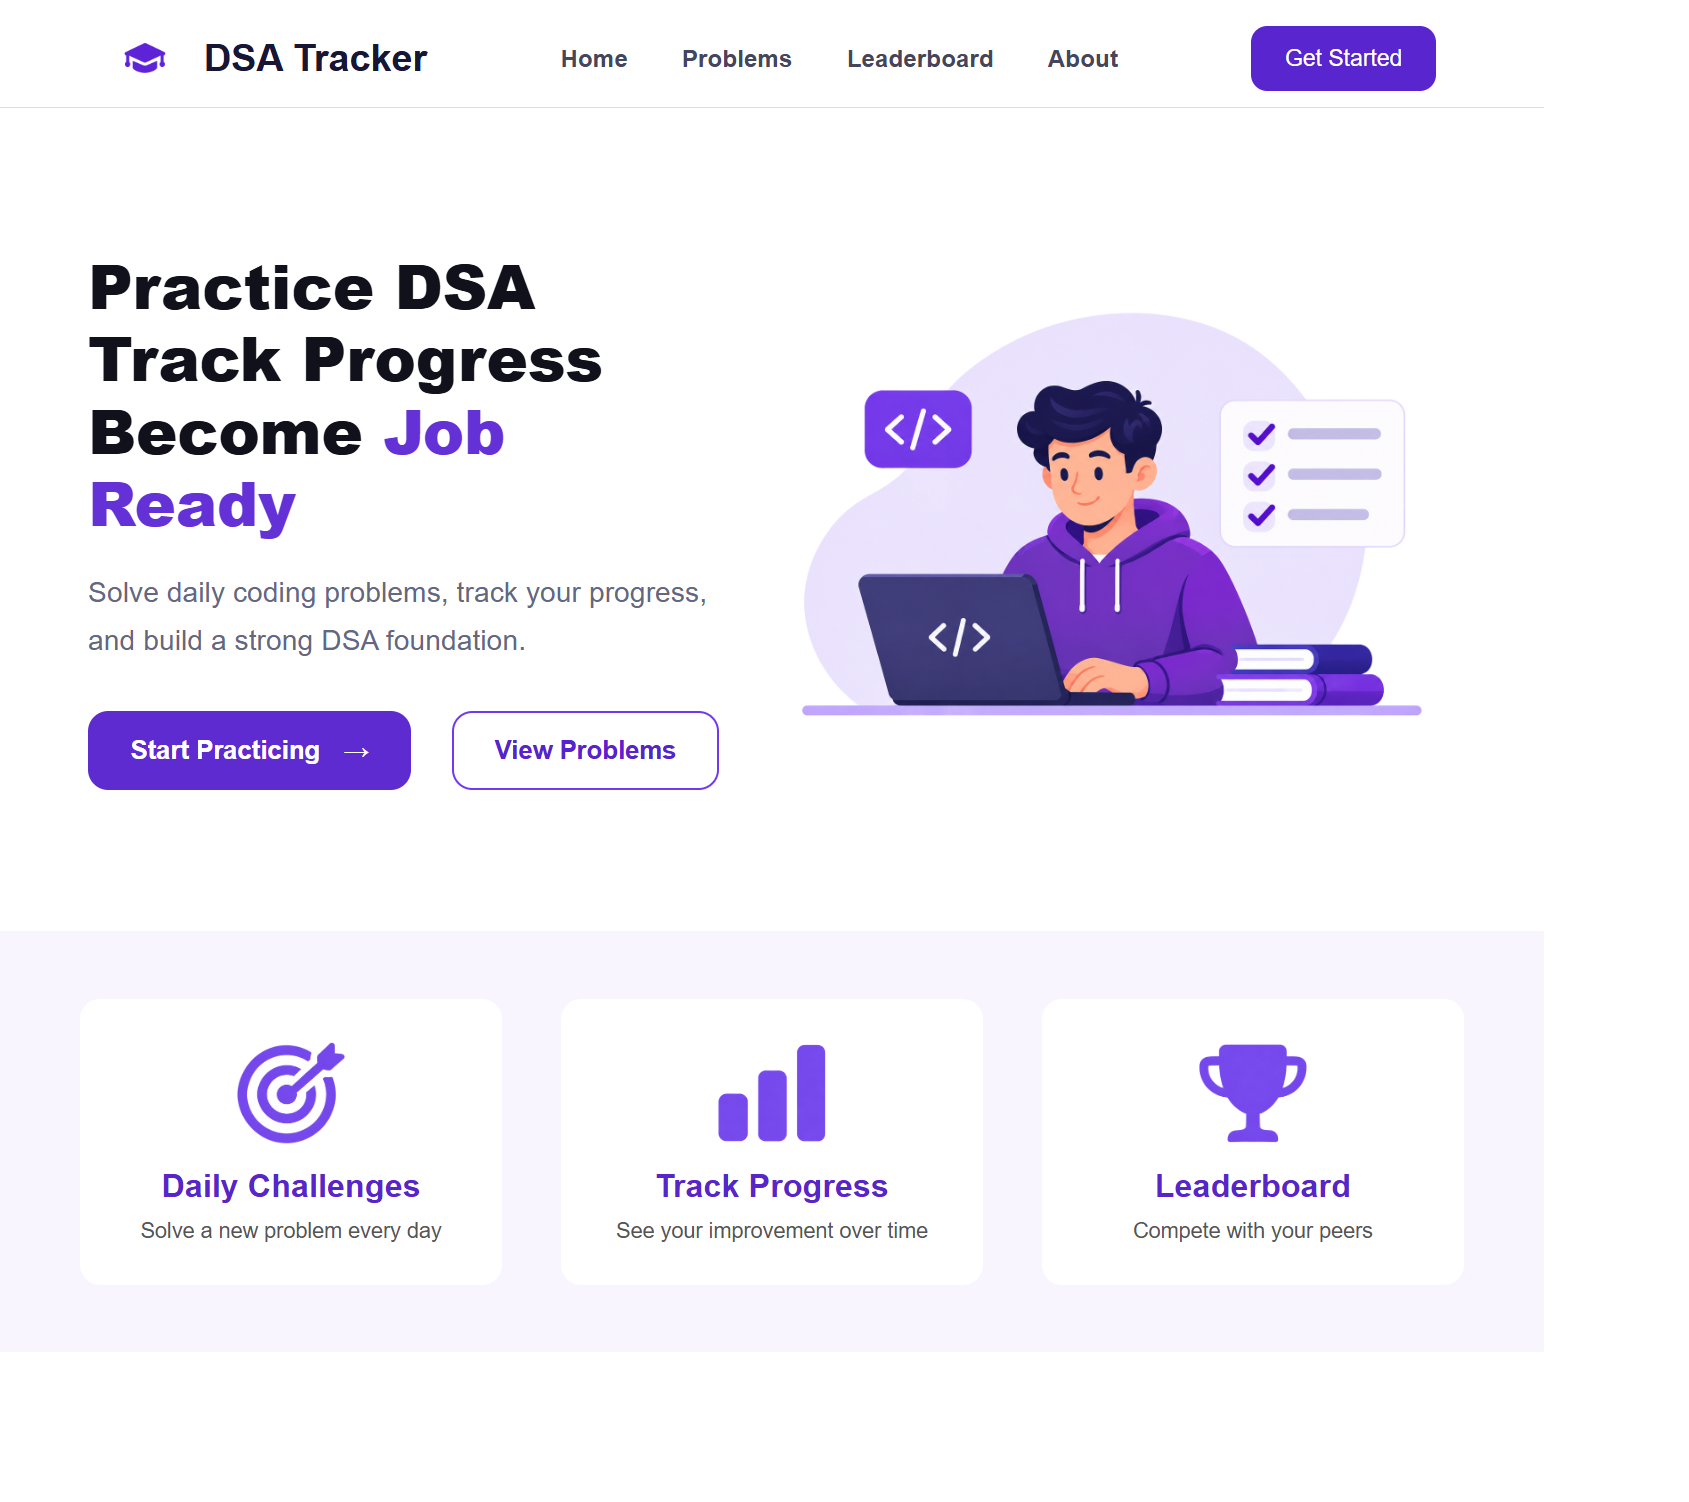 DSA Tracker
Home Problems Leaderboard About
Get Started
Practice DSA
Track Progress
Become Job
Ready
Solve daily coding problems, track your progress,
and build a strong DSA foundation.
Start Practicing →
View Problems
</>
</>
Daily Challenges
Solve a new problem every day
Track Progress
See your improvement over time
Leaderboard
Compete with your peers